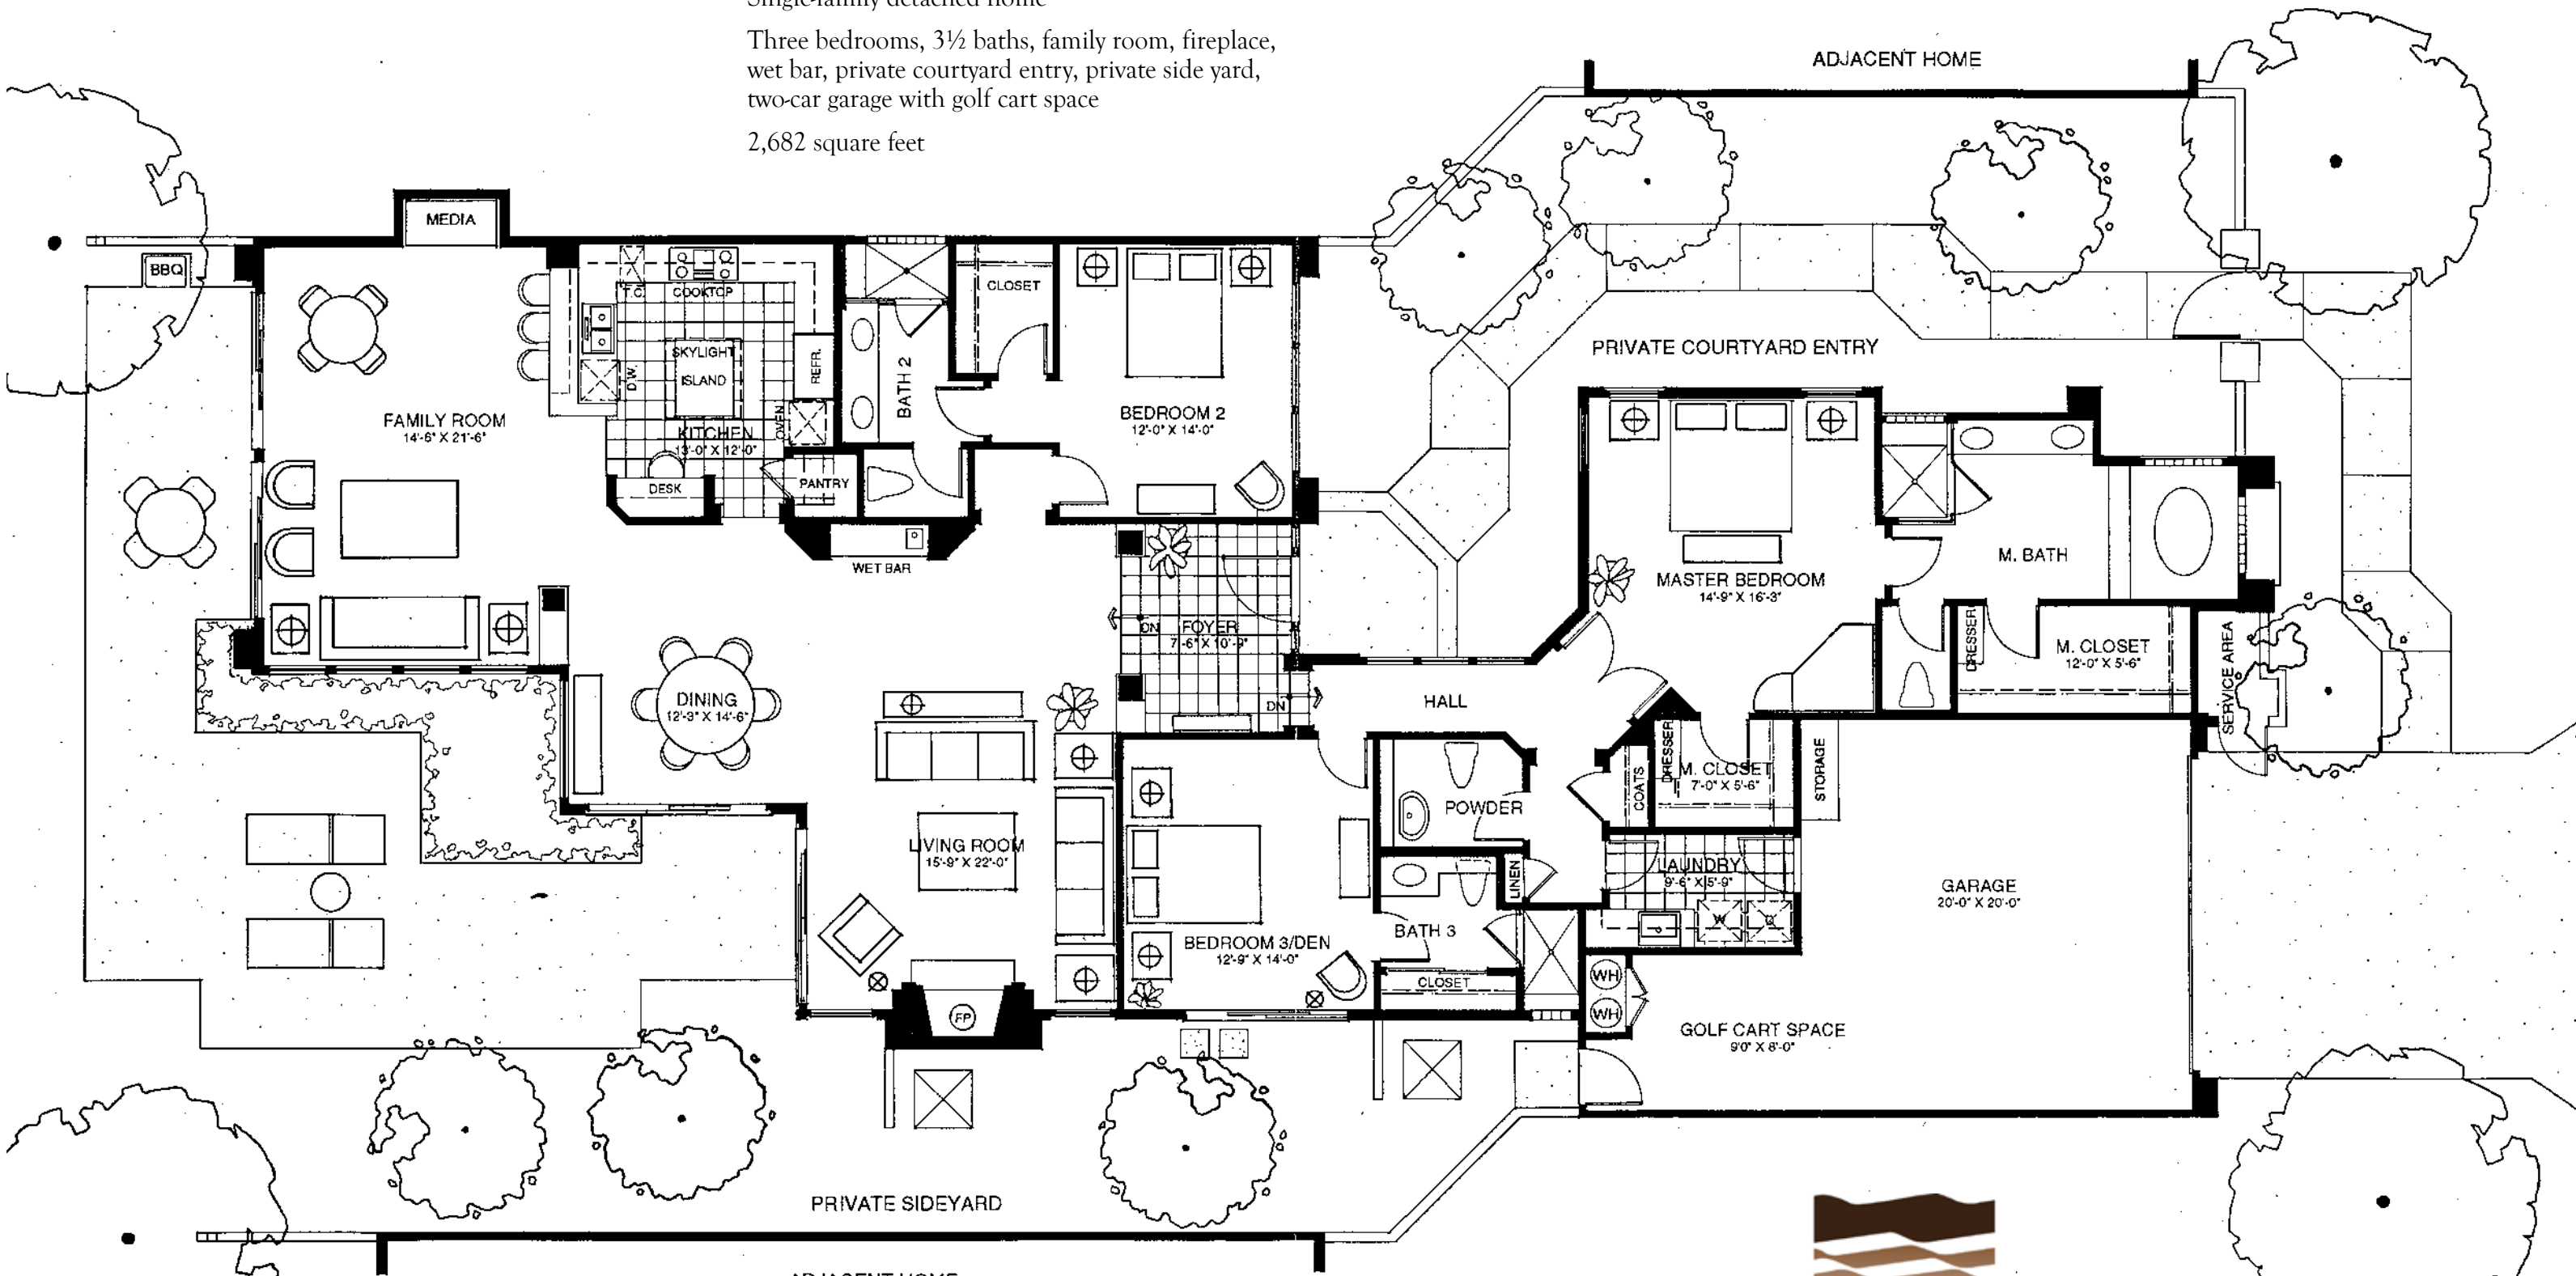 Single-family detached home
Three bedrooms, 3½ baths, family room, fireplace,
wet bar, private courtyard entry, private side yard,
two-car garage with golf cart space
2,682 square feet
ADJACENT HOME
MEDIA
BBQ
T.C.
COOKTOP
CLOSET
SKYLIGHT
ISLAND
D.W.
REFR.
OVEN
BATH 2
PRIVATE COURTYARD ENTRY
FAMILY ROOM
14'-6" X 21'-6"
KITCHEN
13'-0" X 12'-0"
BEDROOM 2
12'-0" X 14'-0"
DESK
PANTRY
WET BAR
M. BATH
MASTER BEDROOM
14'-9" X 16'-3"
DN
FOYER
7'-6" X 10'-9"
DN
HALL
DRESSER
M. CLOSET
12'-0" X 5'-6"
SERVICE AREA
DINING
12'-9" X 14'-6"
DRESSER
M. CLOSET
7'-0" X 5'-6"
COATS
STORAGE
POWDER
LIVING ROOM
15'-9" X 22'-0"
LINEN
LAUNDRY
9'-6" X 5'-9"
W
D
GARAGE
20'-0" X 20'-0"
BEDROOM 3/DEN
12'-9" X 14'-0"
BATH 3
CLOSET
WH
WH
FP
GOLF CART SPACE
9'0" X 8'-0"
PRIVATE SIDEYARD
ADJACENT HOME